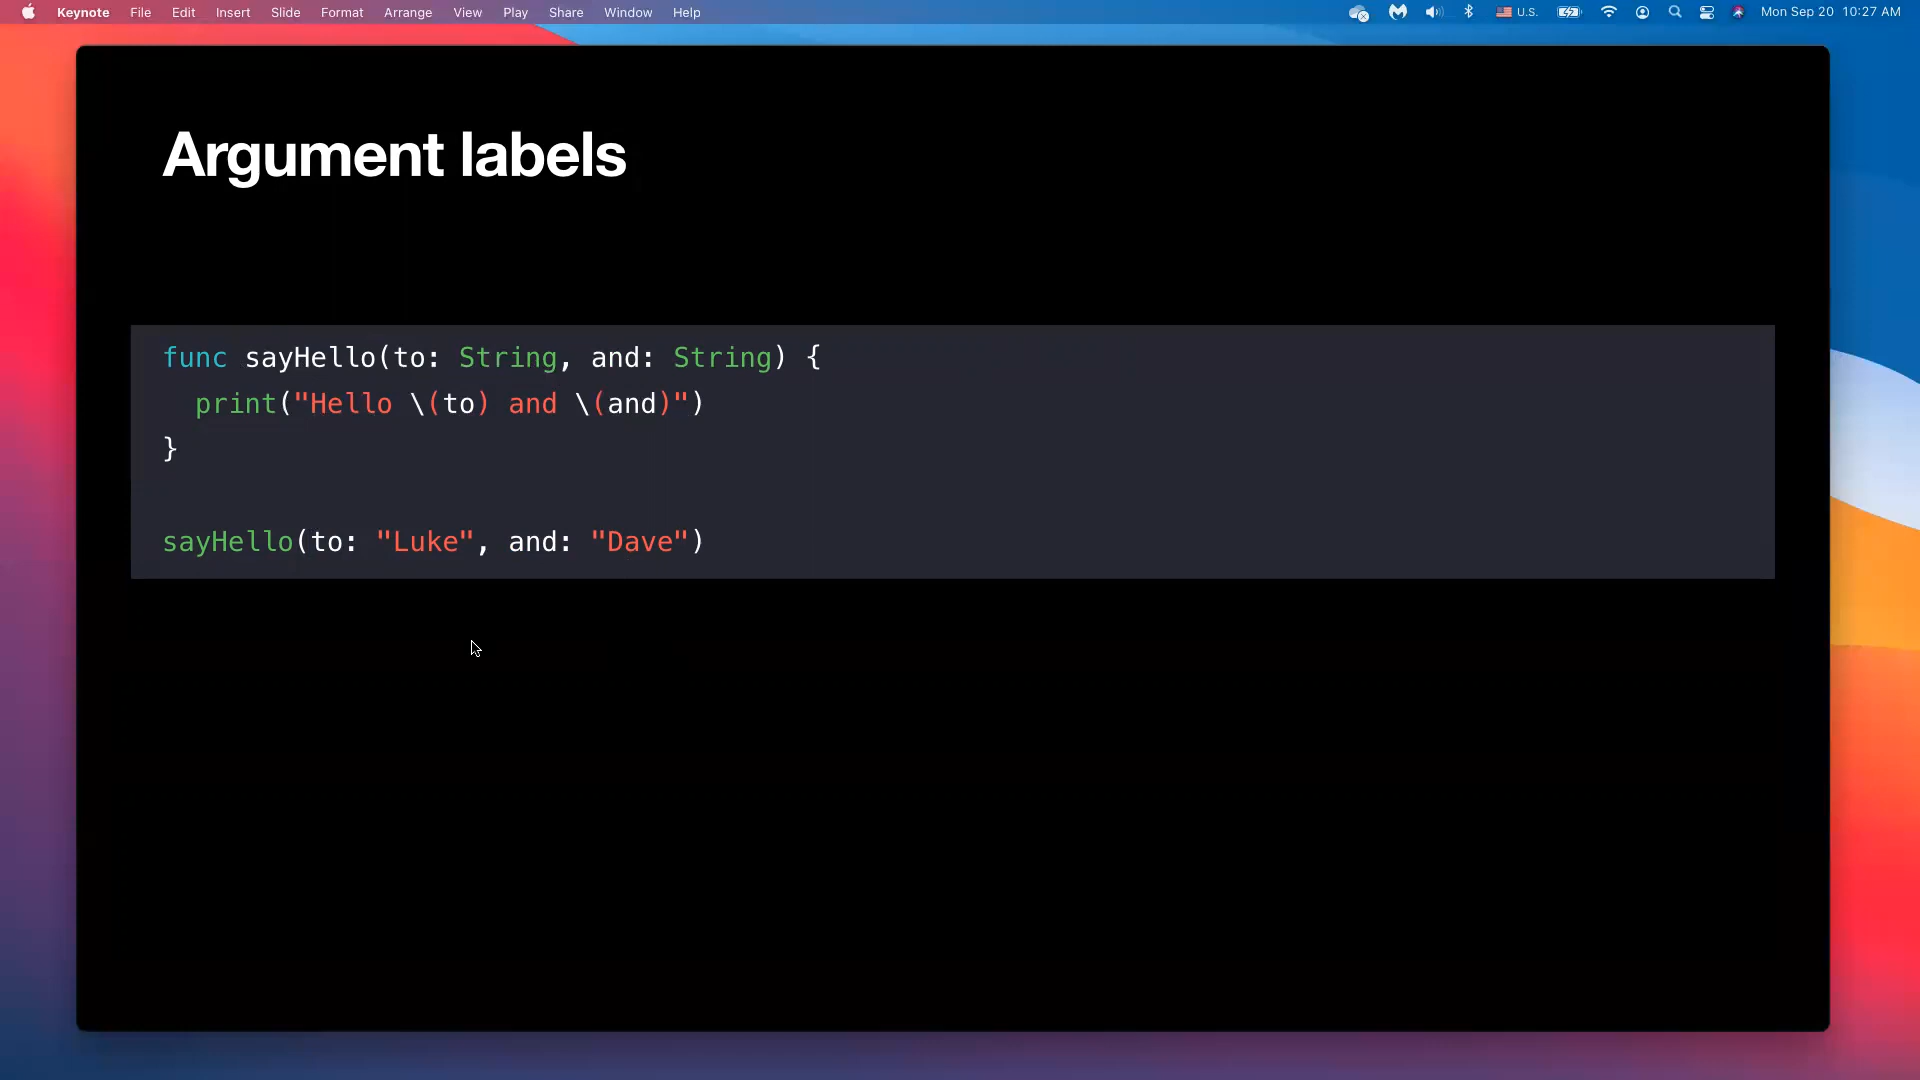 Keynote File Edit Insert Slide Format Arrange View Play Share Window Help U.S. Mon Sep 20 10:27 AM
Argument labels
func sayHello(to: String, and: String) {
  print("Hello \(to) and \(and)")
}
sayHello(to: "Luke", and: "Dave")